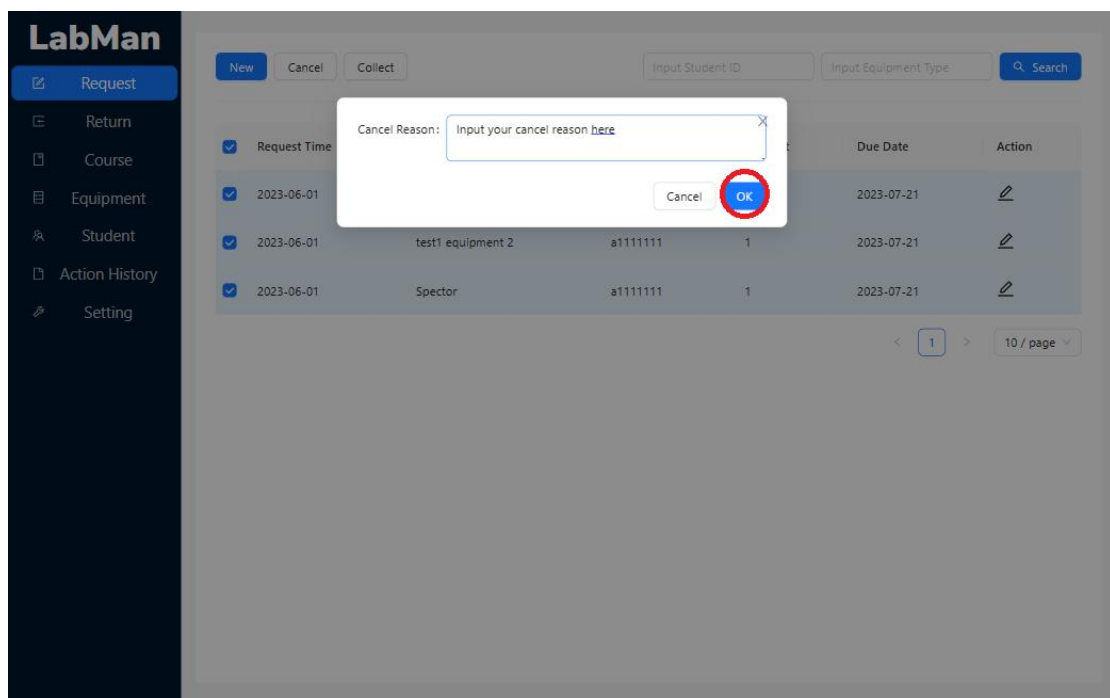 LabMan
Request
Return
Course
Equipment
Student
Action History
Setting
New Cancel Collect Input Student ID Input Equipment Type Search
Cancel Reason: Input your cancel reason here
Cancel OK
Request Time Due Date Action
2023-06-01 2023-07-21
2023-06-01 test1 equipment 2 a1111111 1 2023-07-21
2023-06-01 Spector a1111111 1 2023-07-21
< 1 > 10 / page